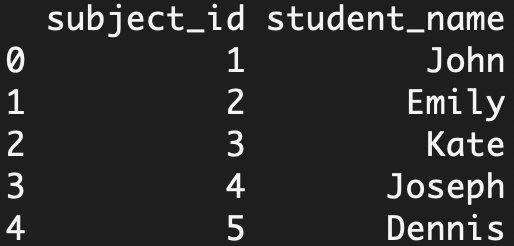 subject_id student_name
0 1 John
1 2 Emily
2 3 Kate
3 4 Joseph
4 5 Dennis